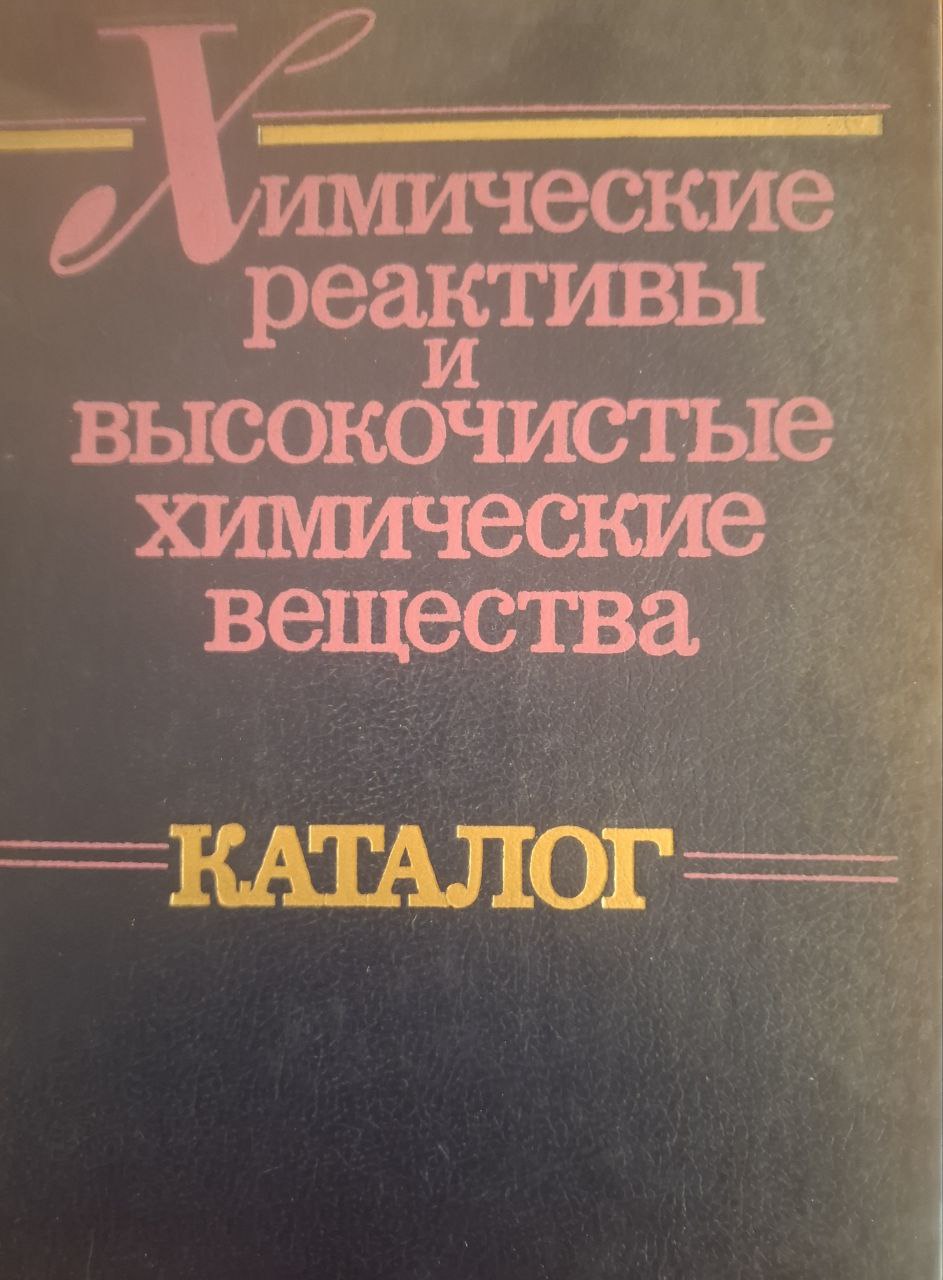 Химические
реактивы
и
высокочистые
химические
вещества
КАТАЛОГ